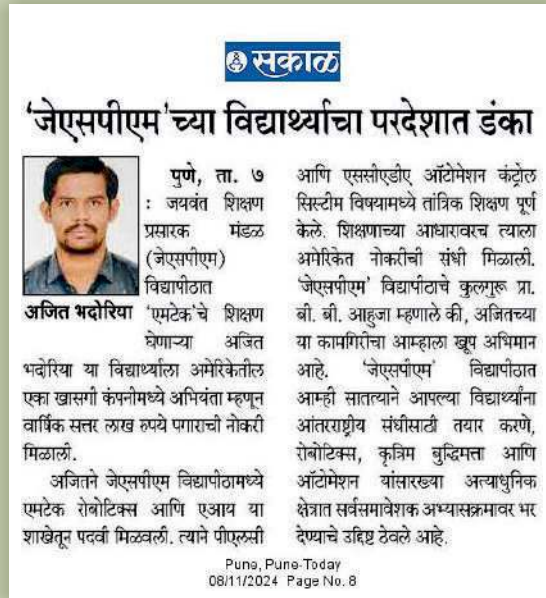 सकाळ
'जेएसपीएम'च्या विद्यार्थ्याचा परदेशात डंका
पुणे, ता. ७
: जयवंत शिक्षण
प्रसारक मंडळ
(जेएसपीएम)
विद्यापीठात
'एमटेक'चे शिक्षण
घेणाऱ्या अजित
अजित भदोरिया
भदोरिया या विद्यार्थ्याला अमेरिकेतील
एका खासगी कंपनीमध्ये अभियंता म्हणून
वार्षिक सत्तर लाख रुपये पगाराची नोकरी
मिळाली.
अजितने जेएसपीएम विद्यापीठामध्ये
एमटेक रोबोटिक्स आणि एआय या
शाखेतून पदवी मिळवली. त्याने पीएलसी
आणि एससीएडीए ऑटोमेशन कंट्रोल
सिस्टीम विषयामध्ये तांत्रिक शिक्षण पूर्ण
केले. शिक्षणाच्या आधारावरच त्याला
अमेरिकेत नोकरीची संधी मिळाली.
'जेएसपीएम' विद्यापीठाचे कुलगुरू प्रा.
बी. बी. आहुजा म्हणाले की, अजितच्या
या कामगिरीचा आम्हाला खूप अभिमान
आहे. 'जेएसपीएम' विद्यापीठात
आम्ही सातत्याने आपल्या विद्यार्थ्यांना
आंतरराष्ट्रीय संधीसाठी तयार करणे,
रोबोटिक्स, कृत्रिम बुद्धिमत्ता आणि
ऑटोमेशन यांसारख्या अत्याधुनिक
क्षेत्रात सर्वसमावेशक अभ्यासक्रमावर भर
देण्याचे उद्दिष्ट ठेवले आहे.
Pune, Pune-Today
08/11/2024 Page No. 8